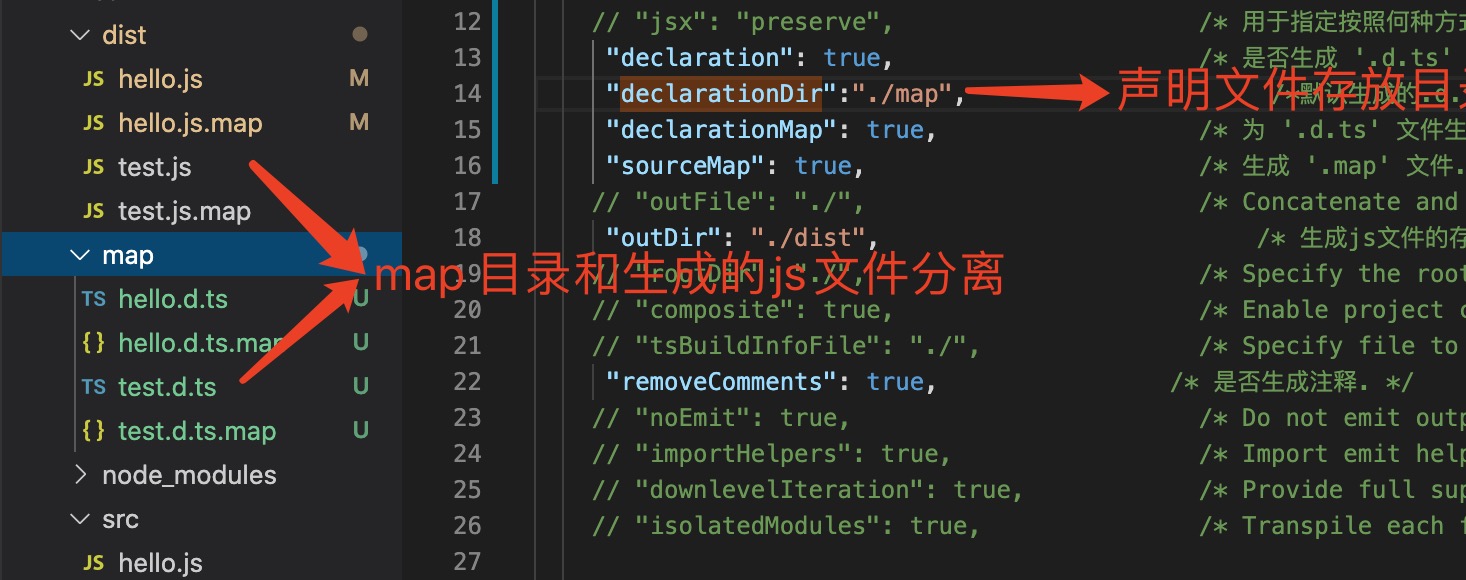 dist
JS hello.js M
JS hello.js.map M
JS test.js
JS test.js.map
map
TS hello.d.ts U
{} hello.d.ts.map U
TS test.d.ts U
{} test.d.ts.map U
node_modules
src
JS hello.js
12 // "jsx": "preserve", /* 用于指定按照何种方式
13 "declaration": true, /* 是否生成 '.d.ts'
14 "declarationDir":"./map", /*默认生成的.d.
声明文件存放目录
15 "declarationMap": true, /* 为 '.d.ts' 文件生
16 "sourceMap": true, /* 生成 '.map' 文件.
17 // "outFile": "./", /* Concatenate and
18 "outDir": "./dist", /* 生成js文件的存
19 // "rootDir": "./", /* Specify the root
map 目录和生成的js文件分离
20 // "composite": true, /* Enable project
21 // "tsBuildInfoFile": "./", /* Specify file to
22 "removeComments": true, /* 是否生成注释. */
23 // "noEmit": true, /* Do not emit outp
24 // "importHelpers": true, /* Import emit help
25 // "downlevelIteration": true, /* Provide full sup
26 // "isolatedModules": true, /* Transpile each f
27